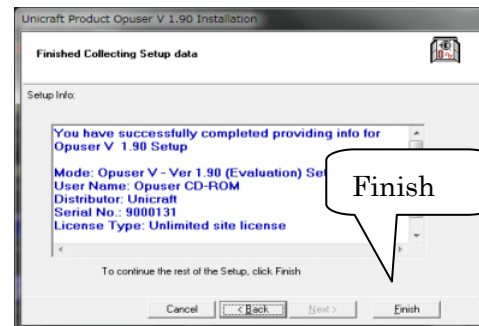 Unicraft Product Opuser V 1.90 Installation
Finished Collecting Setup data
Setup Info:
You have successfully completed providing info for
Opuser V 1.90 Setup
Mode: Opuser V - Ver 1.90 (Evaluation) Se
User Name: Opuser CD-ROM
Distributor: Unicraft
Serial No.: 9000131
License Type: Unlimited site license
Finish
To continue the rest of the Setup, click Finish
Cancel
< Back
Next >
Finish